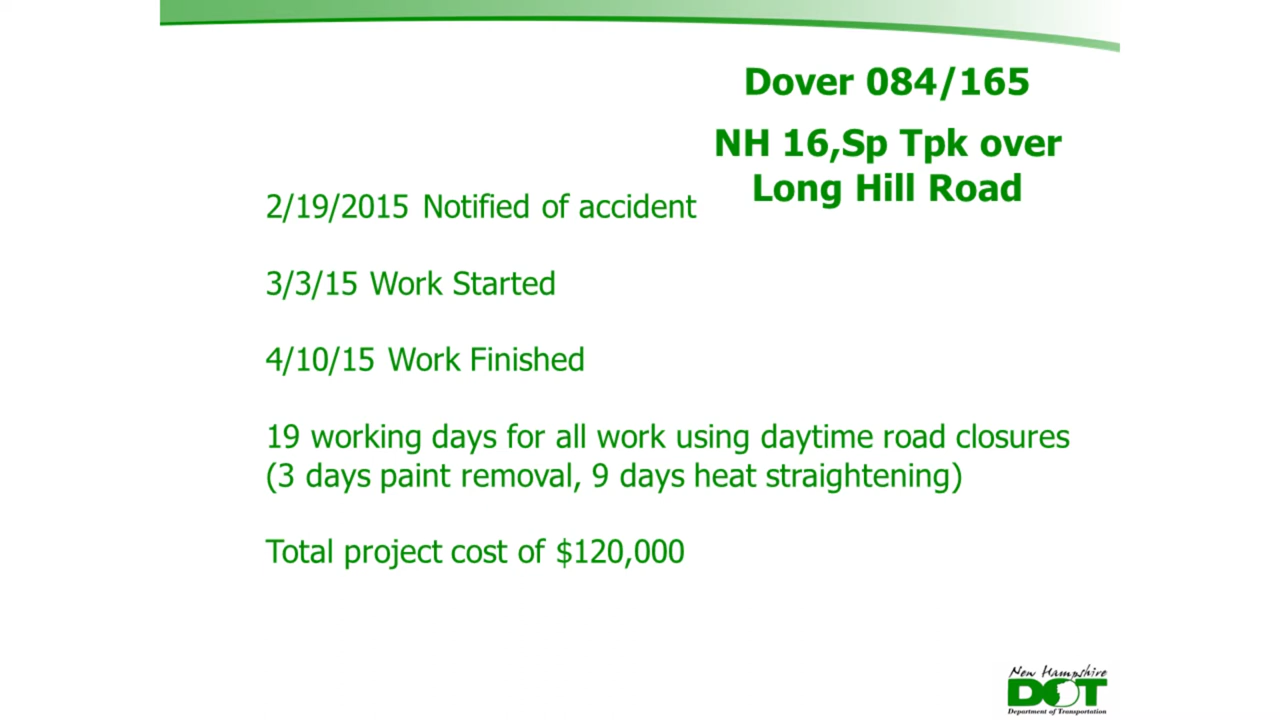 Dover 084/165
NH 16,Sp Tpk over
Long Hill Road
2/19/2015 Notified of accident
3/3/15 Work Started
4/10/15 Work Finished
19 working days for all work using daytime road closures
(3 days paint removal, 9 days heat straightening)
Total project cost of $120,000
New Hampshire
DOT
Department of Transportation